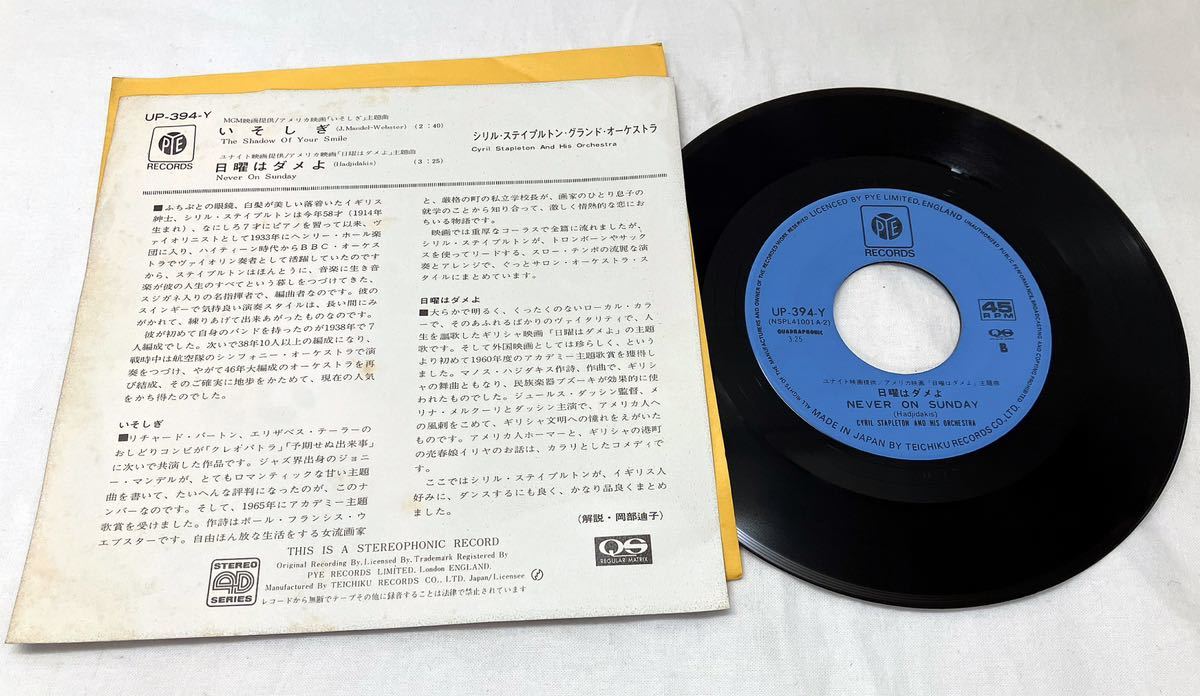 UP-394-Y
PYE
RECORDS
MGM映画提供/アメリカ映画「いそしぎ」主題曲
いそしぎ (J.Mandel-Webster) (2:40)
The Shadow Of Your Smile
ユナイト映画提供/アメリカ映画「日曜はダメよ」主題曲
日曜はダメよ (Hadjidakis) (3:25)
Never On Sunday
シリル・ステイプルトン・グランド・オーケストラ
Cyril Stapleton And His Orchestra
■ふちぶとの眼鏡、白髪が美しい落着いたイギリス
紳士、シリル・ステイプルトンは今年58才(1914年
生まれ)、なにしろ7才にピアノを習って以来、ヴ
ァイオリニストとして1933年にヘンリー・ホール楽
団に入り、ハイティーン時代からBBC・オーケス
トラでヴァイオリン奏者として活躍していたのです
から、ステイプルトンはほんとうに、音楽に生き音
楽が彼の人生のすべてという暮しをつづけてきた、
スジガネ入りの名指揮者で、編曲者なのです。彼の
スインギーで気持良い演奏スタイルは、長い間にみ
がかれて、練りあげて出来あがったものなのです。
彼が初めて自身のバンドを持ったのが1938年で7
人編成でした。次いで38年10人以上の編成になり、
戦時中は航空隊のシンフォニー・オーケストラで演
奏をつづけ、やがて46年大編成のオーケストラを再
び結成、そのご確実に地歩をかためて、現在の人気
をかち得たのでした。
いそしぎ
■リチャード・バートン、エリザベス・テーラーの
おしどりコンビが「クレオパトラ」「予期せぬ出来事」
に次いで共演した作品です。ジャズ界出身のジョニ
ー・マンデルが、とてもロマンティックな甘い主題
曲を書いて、たいへんな評判になったのが、このナ
ンバーなのです。そして、1965年にアカデミー主題
歌賞を受けました。作詩はポール・フランシス・ウ
エブスターです。自由ほん放な生活をする女流画家
と、厳格の町の私立学校長が、画家のひとり息子の
就学のことから知り合って、激しく情熱的な恋にお
ちいる物語です。
映画では重厚なコーラスで全篇に流れましたが、
シリル・ステイプルトンが、トロンボーンやサック
スを使ってリードする、スロー・テンポの流麗な演
奏とアレンジで、ぐっとサロン・オーケストラ・ス
タイルにまとめています。
日曜はダメよ
■大らかで明るく、くったくのないローカル・カラ
ーで、そのあふれるばかりのヴァイタリティで、人
生を謳歌したギリシャ映画「日曜はダメよ」の主題
歌です。そして外国映画としては珍らしく、という
より初めて1960年度のアカデミー主題歌賞を獲得し
ました。マノス・ハジダキス作詩、作曲で、ギリシ
ャの舞曲ともなり、民族楽器ブズーキが効果的に使
われたものでした。ジュールス・ダッシン監督、メ
リナ・メルクーリとダッシン主演で、アメリカ人へ
の風刺をこめて、ギリシャ文明への憧れをえがいた
ものです。アメリカ人ホーマーと、ギリシャの港町
の売春娘イリヤのお話は、カラリとしたコメディで
す。
ここではシリル・ステイプルトンが、イギリス人
好みに、ダンスするにも良く、かなり品良くまとめ
ました。
(解説・岡部迪子)
THIS IS A STEREOPHONIC RECORD
Original Recording By, Licensed By, Trademark Registered By
PYE RECORDS LIMITED, London ENGLAND.
Manufactured By TEICHIKU RECORDS CO., LTD. Japan/Licensee
レコードから無断でテープその他に録音することは法律で禁止されています
STEREO
AD
SERIES
QS
REGULAR MATRIX
MANUFACTURERS AND OWNER OF THE RECORDED WORK RESERVED LICENCED BY PYE LIMITED, ENGLAND UNAUTHORISED PUBLIC PERFORMANCE, BROADCASTING AND COPYING PROHIBITED
ALL RIGHTS OF THE
PYE
RECORDS
UP-394-Y
(NSPL41001A-2)
QUADRAPHONIC
3.25
45
RPM
QS
B
ユナイト映画提供/アメリカ映画「日曜はダメよ」主題曲
日曜はダメよ
NEVER ON SUNDAY
(Hadjidakis)
CYRIL STAPLETON AND HIS ORCHESTRA
MADE IN JAPAN BY TEICHIKU RECORDS CO., LTD.